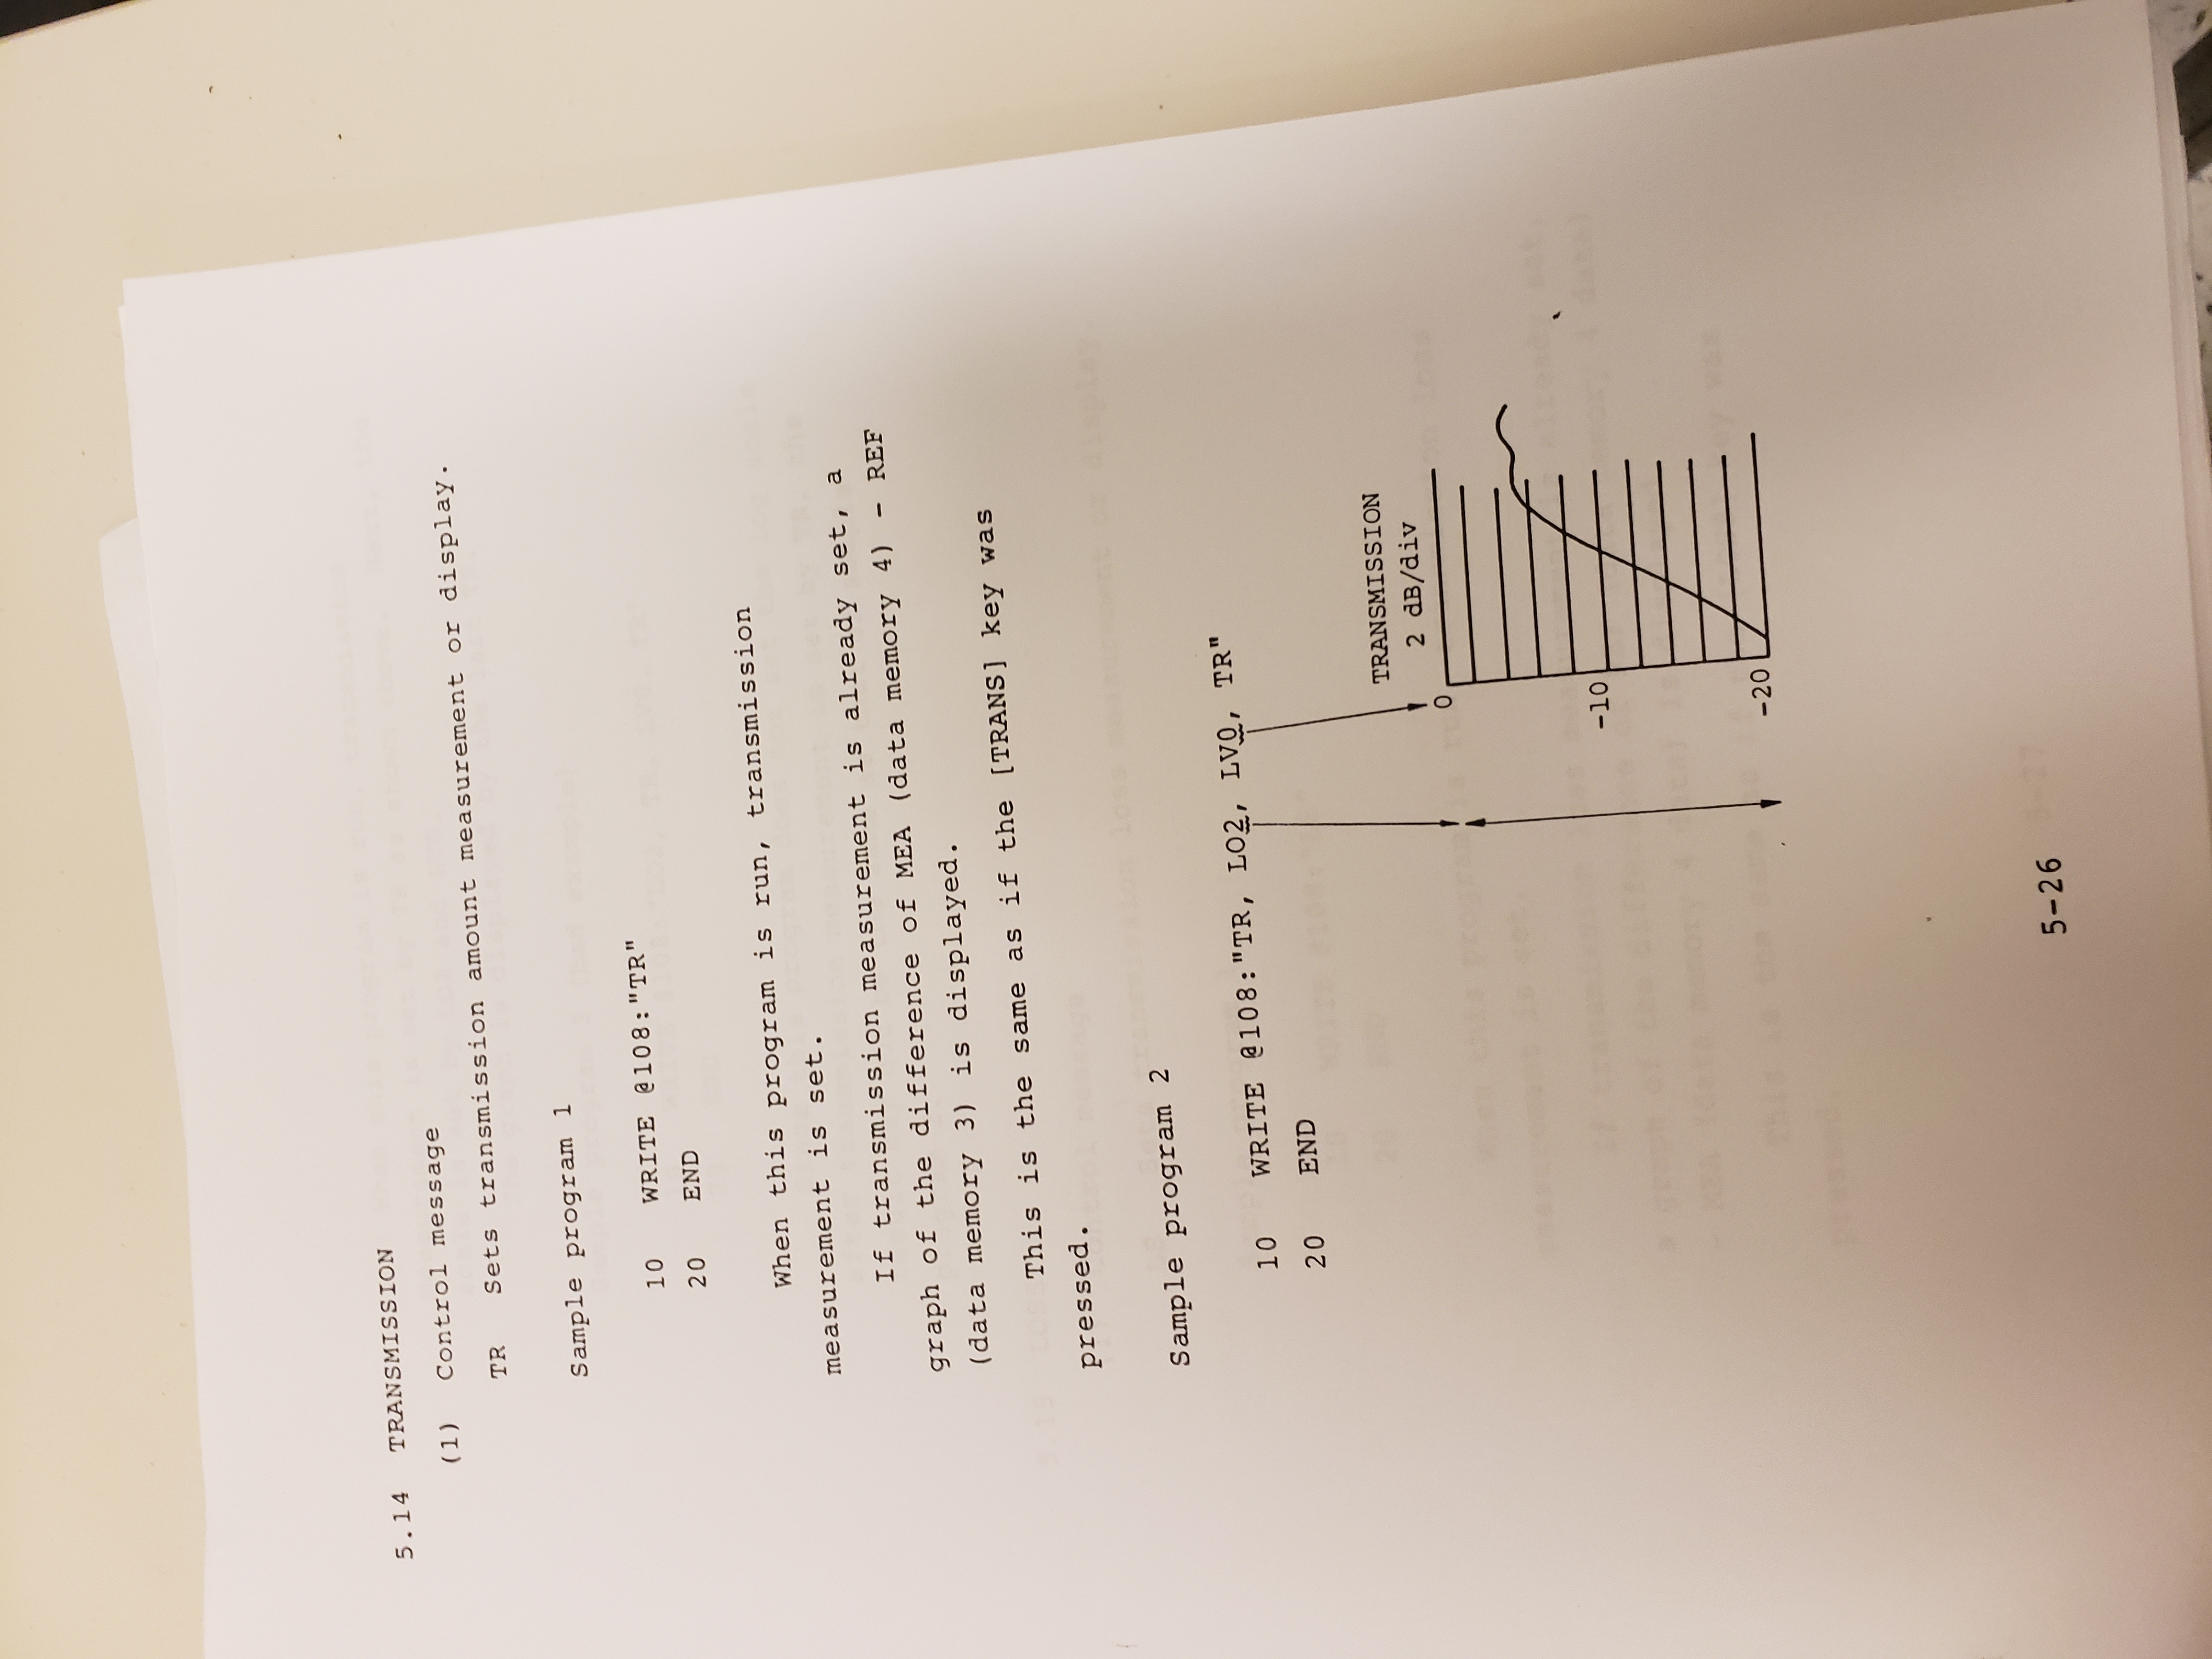 5.14 TRANSMISSION
(1) Control message
TR Sets transmission amount measurement or display.
Sample program 1
10 WRITE @108:"TR"
20 END
When this program is run, transmission
measurement is set.
If transmission measurement is already set, a
graph of the difference of MEA (data memory 4) - REF
(data memory 3) is displayed.
This is the same as if the [TRANS] key was
pressed.
Sample program 2
10 WRITE @108:"TR, LO2, LV0, TR"
20 END
TRANSMISSION
2 dB/div
0
-10
-20
5-26